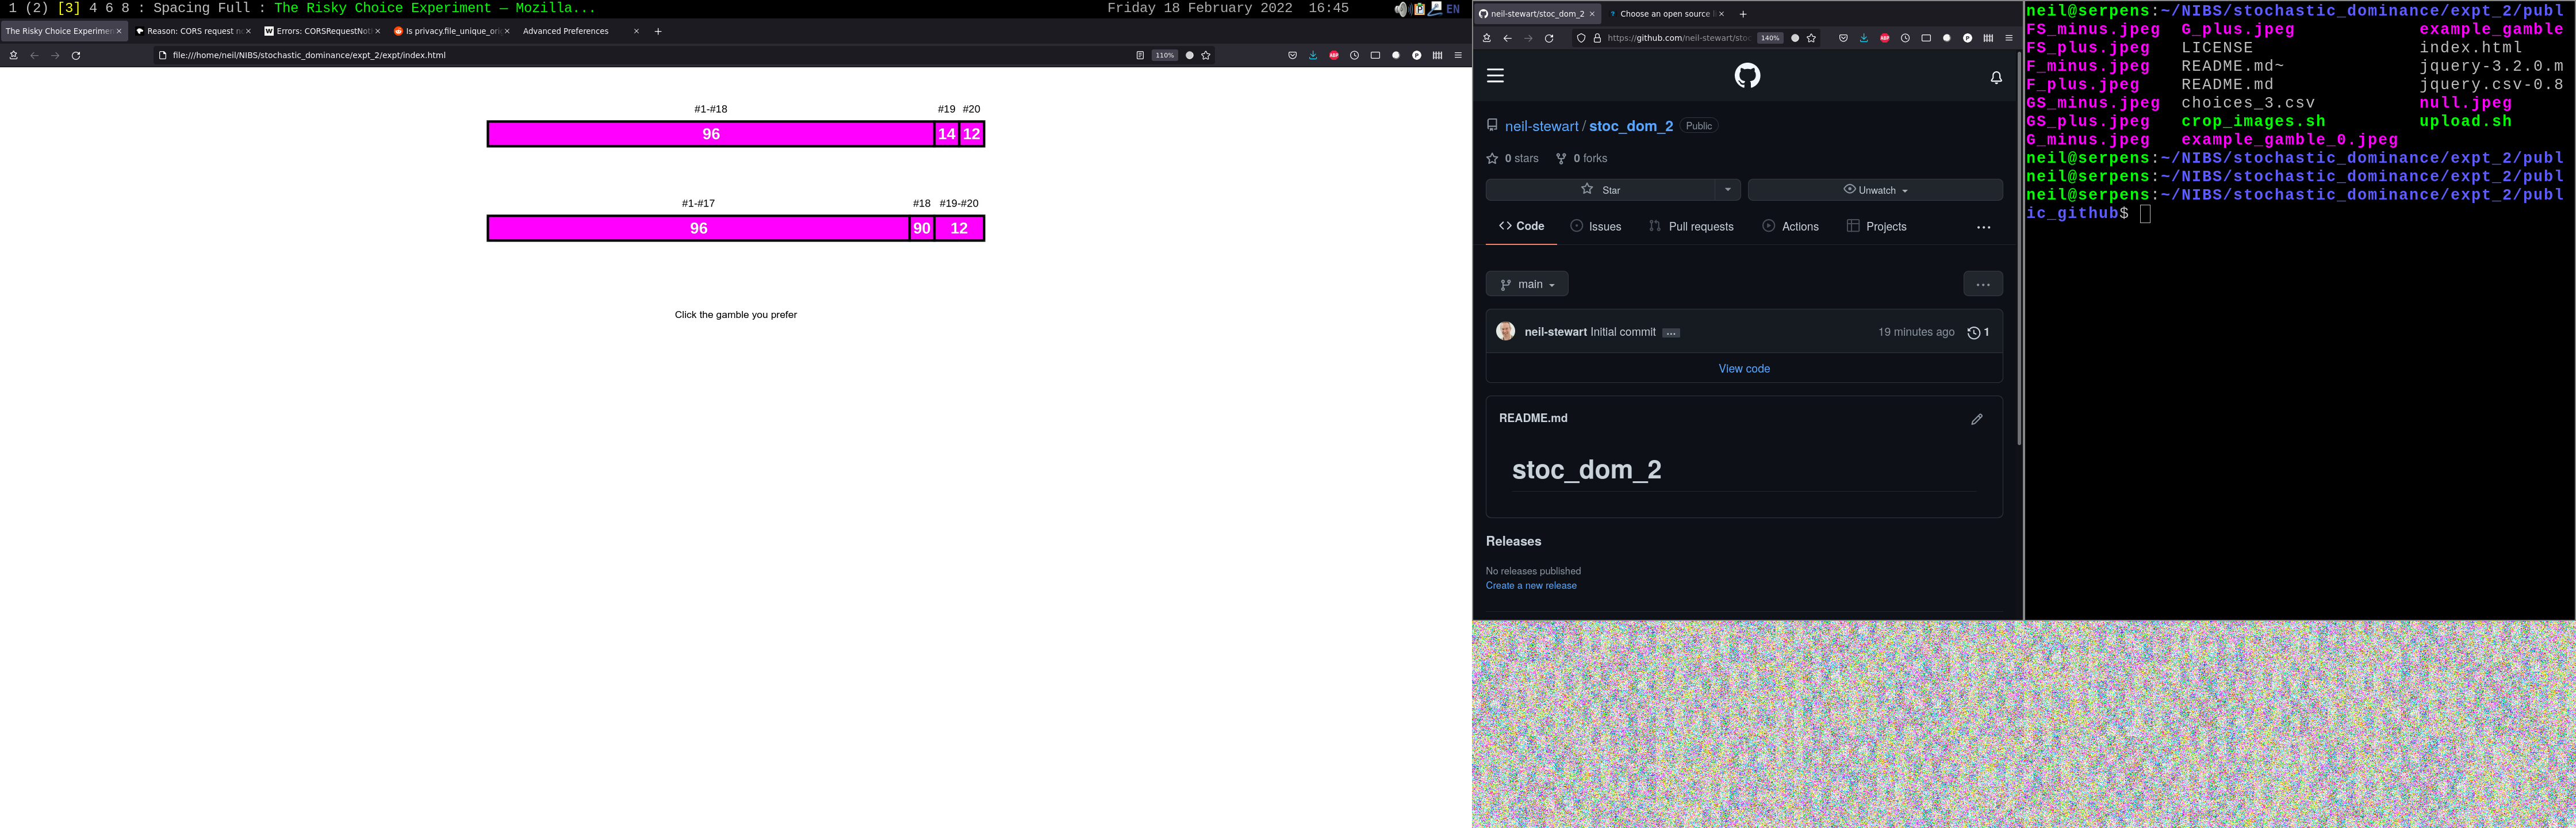 1 (2) [3] 4 6 8 : Spacing Full : The Risky Choice Experiment — Mozilla...
Friday 18 February 2022 16:45
EN
The Risky Choice Experimen
Reason: CORS request n
Errors: CORSRequestNot
Is privacy.file_unique_ori
Advanced Preferences
file:///home/neil/NIBS/stochastic_dominance/expt_2/expt/index.html
110%
#1-#18 #19 #20
96 14 12
#1-#17 #18 #19-#20
96 90 12
Click the gamble you prefer
neil-stewart/stoc_dom_2
Choose an open source
https://github.com/neil-stewart/stoc
140%
neil-stewart / stoc_dom_2 Public
0 stars 0 forks
Star Unwatch
Code Issues Pull requests Actions Projects
main
neil-stewart Initial commit ... 19 minutes ago 1
View code
README.md
stoc_dom_2
Releases
No releases published
Create a new release
neil@serpens:~/NIBS/stochastic_dominance/expt_2/publ
FS_minus.jpeg G_plus.jpeg example_gamble
FS_plus.jpeg LICENSE index.html
F_minus.jpeg README.md~ jquery-3.2.0.m
F_plus.jpeg README.md jquery.csv-0.8
GS_minus.jpeg choices_3.csv null.jpeg
GS_plus.jpeg crop_images.sh upload.sh
G_minus.jpeg example_gamble_0.jpeg
neil@serpens:~/NIBS/stochastic_dominance/expt_2/publ
neil@serpens:~/NIBS/stochastic_dominance/expt_2/publ
neil@serpens:~/NIBS/stochastic_dominance/expt_2/publ
ic_github$